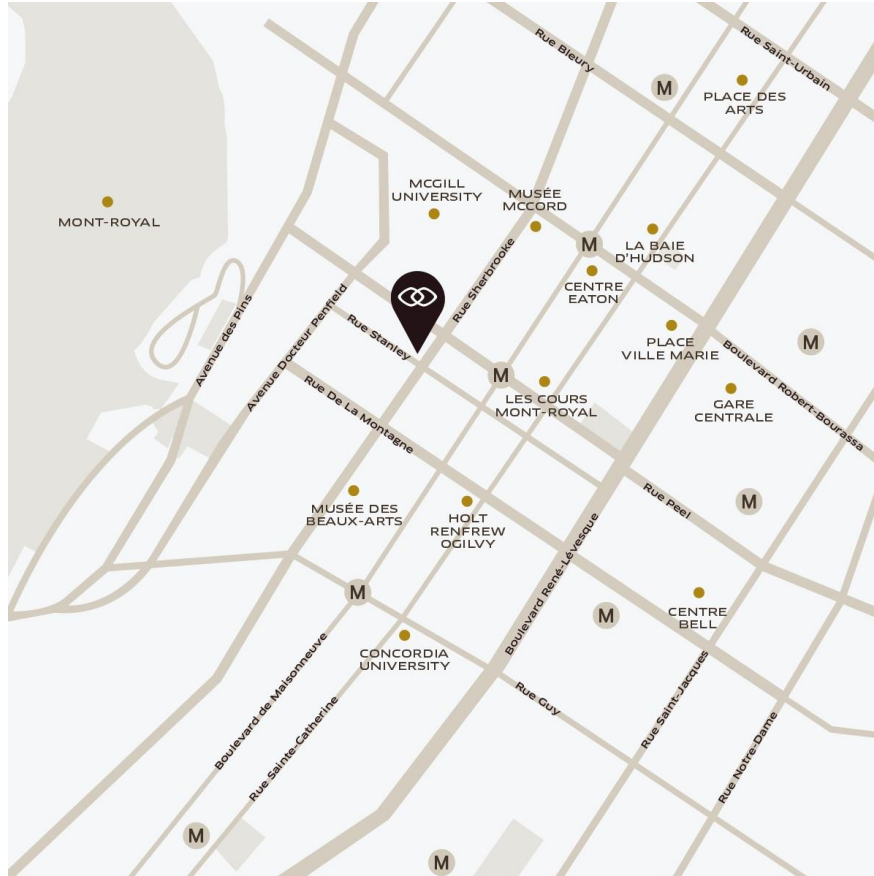 Rue Bleury
Rue Saint-Urbain
M
PLACE DES
ARTS
MCGILL
UNIVERSITY
MUSÉE
MCCORD
MONT-ROYAL
M
LA BAIE
D'HUDSON
Rue Sherbrooke
CENTRE
EATON
Avenue des Pins
Avenue Docteur Penfield
Rue Stanley
PLACE
VILLE MARIE
M
Boulevard Robert-Bourassa
M
LES COURS
MONT-ROYAL
GARE
CENTRALE
Rue De La Montagne
MUSÉE DES
BEAUX-ARTS
HOLT
RENFREW
OGILVY
Rue Peel
M
Boulevard René-Lévesque
M
CENTRE
BELL
M
CONCORDIA
UNIVERSITY
Boulevard de Maisonneuve
Rue Sainte-Catherine
Rue Guy
Rue Saint-Jacques
Rue Notre-Dame
M
M